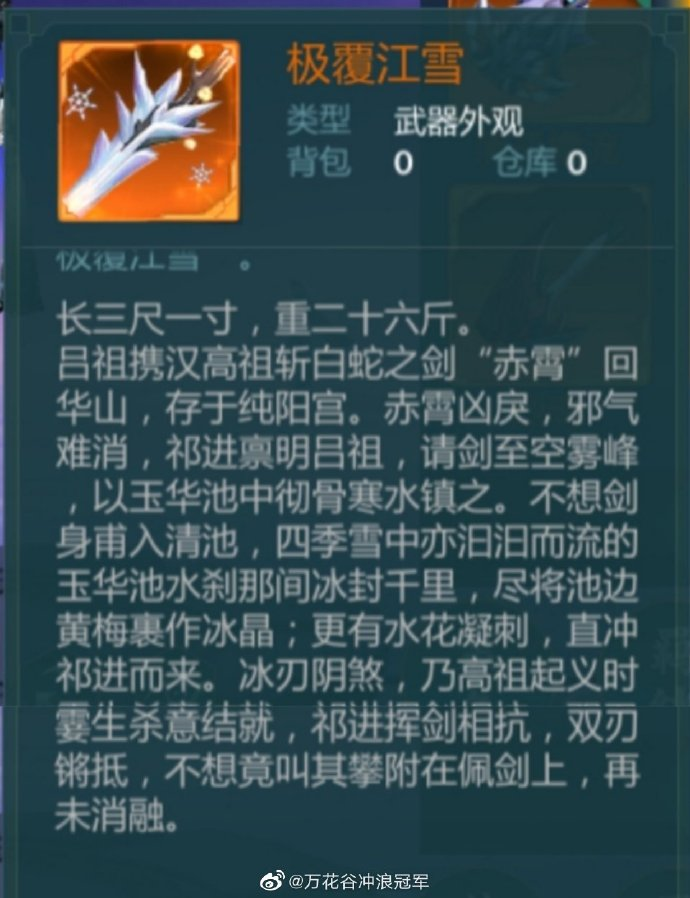 极覆江雪
类型 武器外观
背包 0 仓库 0
极覆江雪 。
长三尺一寸，重二十六斤。
吕祖携汉高祖斩白蛇之剑“赤霄”回
华山，存于纯阳宫。赤霄凶戾，邪气
难消，祁进禀明吕祖，请剑至空雾峰
，以玉华池中彻骨寒水镇之。不想剑
身甫入清池，四季雪中亦汩汩而流的
玉华池水刹那间冰封千里，尽将池边
黄梅裹作冰晶；更有水花凝刺，直冲
祁进而来。冰刃阴煞，乃高祖起义时
霎生杀意结就，祁进挥剑相抗，双刃
锵抵，不想竟叫其攀附在佩剑上，再
未消融。
@万花谷冲浪冠军